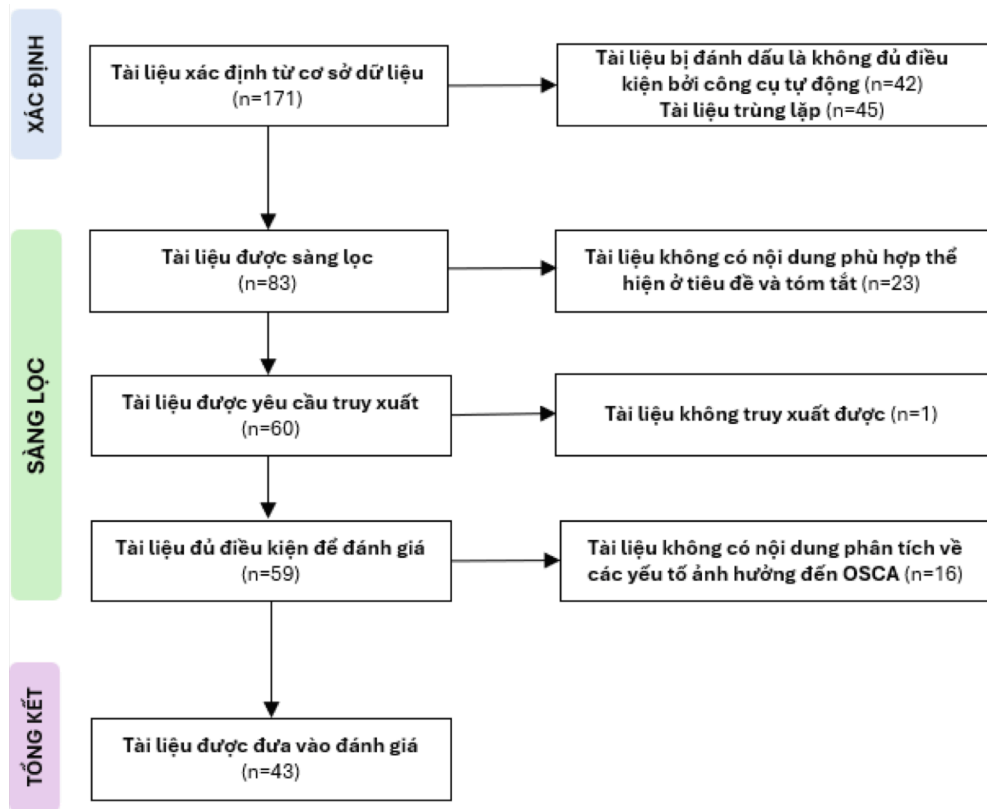 XÁC ĐỊNH
Tài liệu xác định từ cơ sở dữ liệu
(n=171)
Tài liệu bị đánh dấu là không đủ điều
kiện bởi công cụ tự động (n=42)
Tài liệu trùng lặp (n=45)
SÀNG LỌC
Tài liệu được sàng lọc
(n=83)
Tài liệu không có nội dung phù hợp thể
hiện ở tiêu đề và tóm tắt (n=23)
Tài liệu được yêu cầu truy xuất
(n=60)
Tài liệu không truy xuất được (n=1)
Tài liệu đủ điều kiện để đánh giá
(n=59)
Tài liệu không có nội dung phân tích về
các yếu tố ảnh hưởng đến OSCA (n=16)
TỔNG KẾT
Tài liệu được đưa vào đánh giá
(n=43)